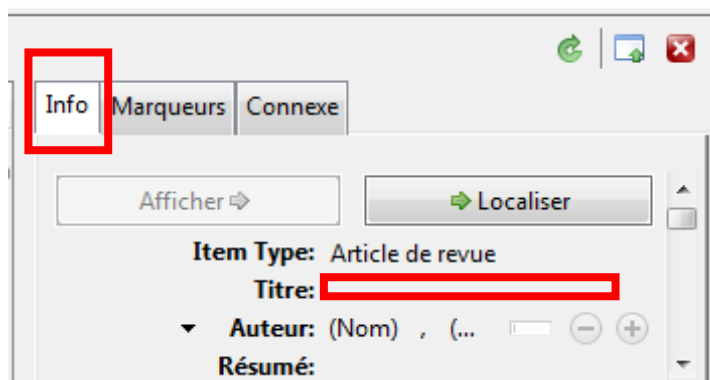 Info Marqueurs Connexe
Afficher Localiser
Item Type: Article de revue
Titre:
Auteur: (Nom) , (...
Résumé: